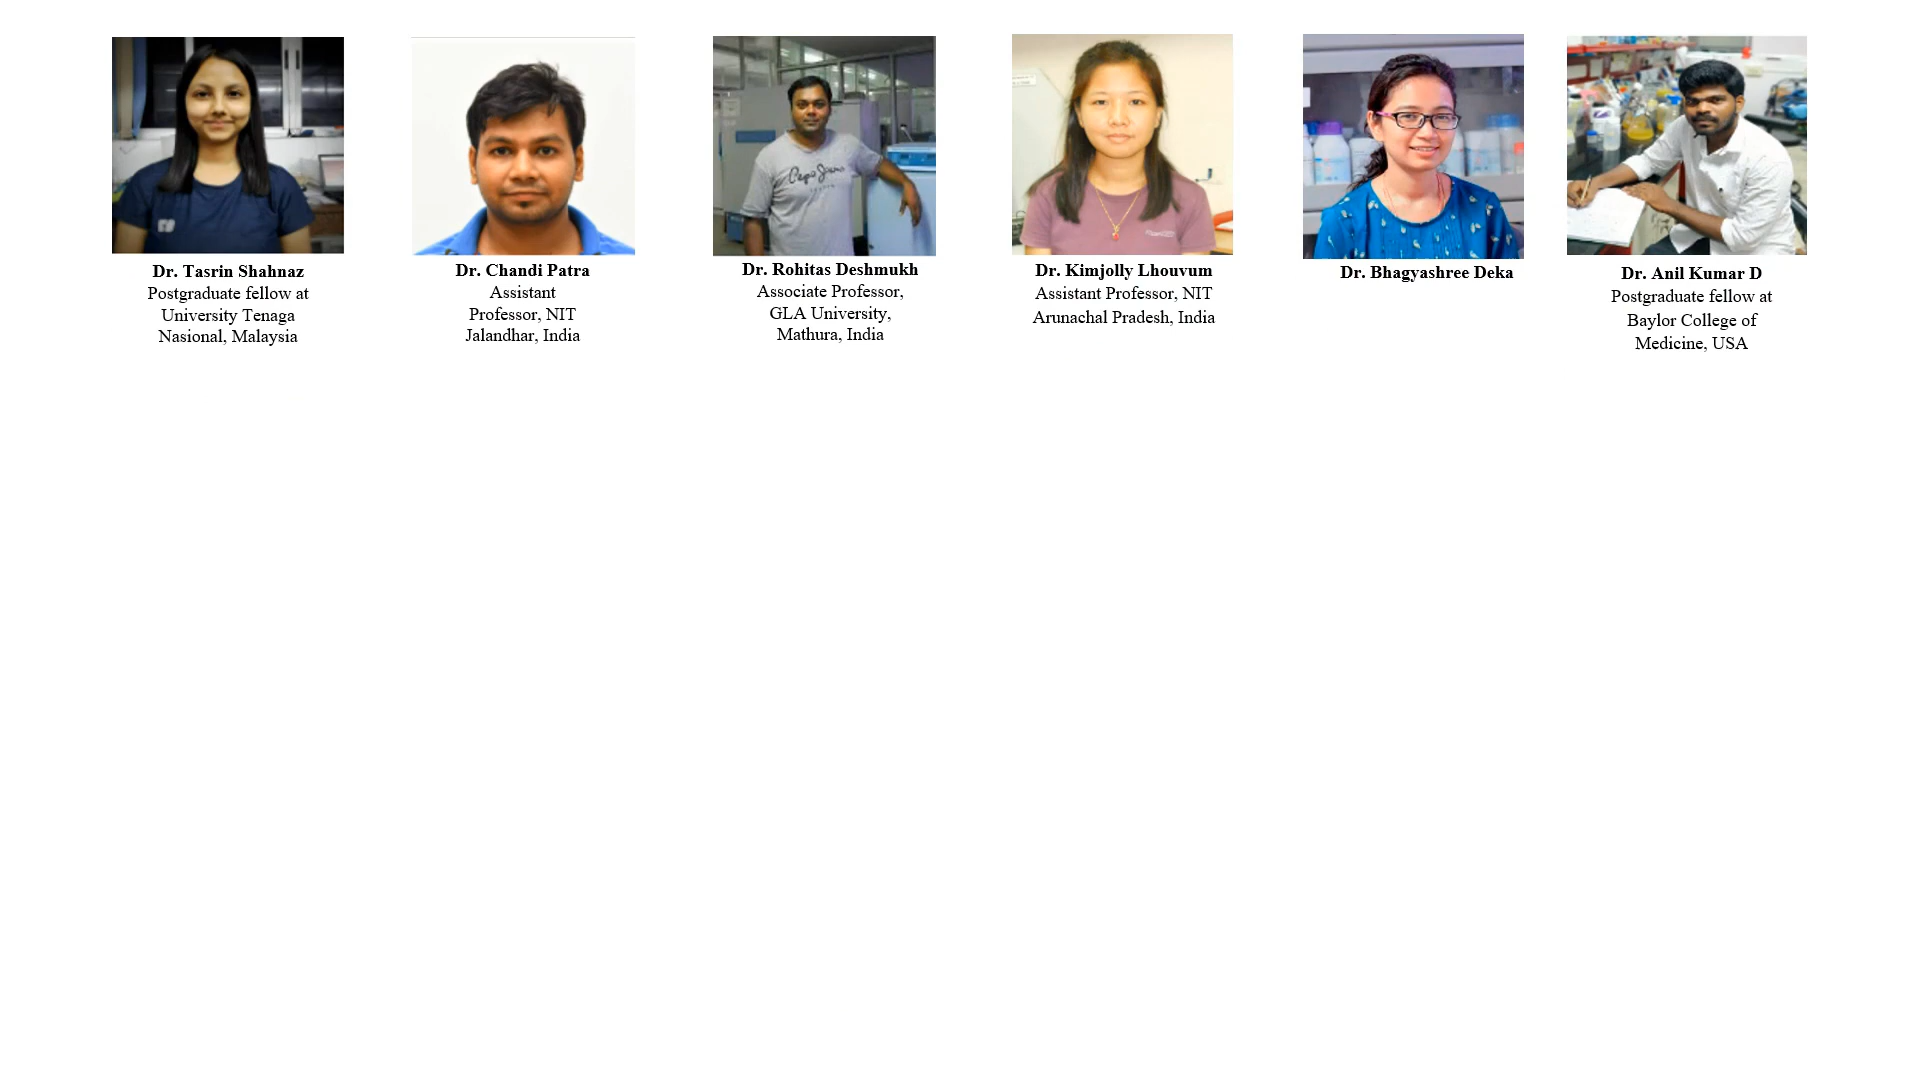 Dr. Tasrin Shahnaz
Postgraduate fellow at
University Tenaga
Nasional, Malaysia
Dr. Chandi Patra
Assistant
Professor, NIT
Jalandhar, India
Dr. Rohitas Deshmukh
Associate Professor,
GLA University,
Mathura, India
Dr. Kimjolly Lhouvum
Assistant Professor, NIT
Arunachal Pradesh, India
Dr. Bhagyashree Deka
Dr. Anil Kumar D
Postgraduate fellow at
Baylor College of
Medicine, USA